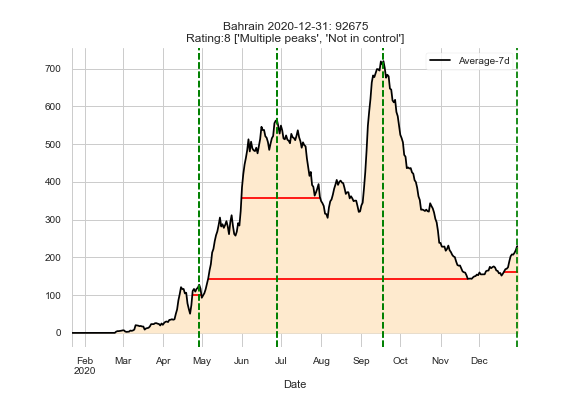 Bahrain 2020-12-31: 92675
Rating:8 ['Multiple peaks', 'Not in control']
Average-7d
700
600
500
400
300
200
100
0
Feb Mar Apr May Jun Jul Aug Sep Oct Nov Dec
2020
Date